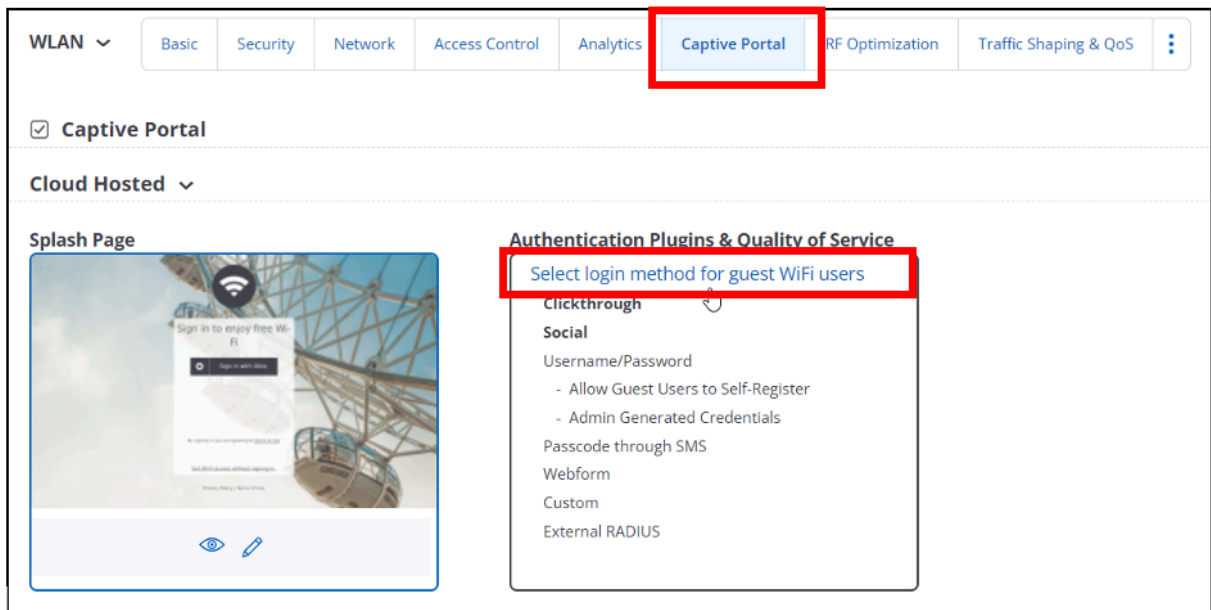 WLAN
Basic
Security
Network
Access Control
Analytics
Captive Portal
RF Optimization
Traffic Shaping & QoS
Captive Portal
Cloud Hosted
Splash Page
Authentication Plugins & Quality of Service
Sign in to enjoy free Wi-
Fi
Select login method for guest WiFi users
Clickthrough
Social
Username/Password
- Allow Guest Users to Self-Register
- Admin Generated Credentials
Passcode through SMS
Webform
Custom
External RADIUS